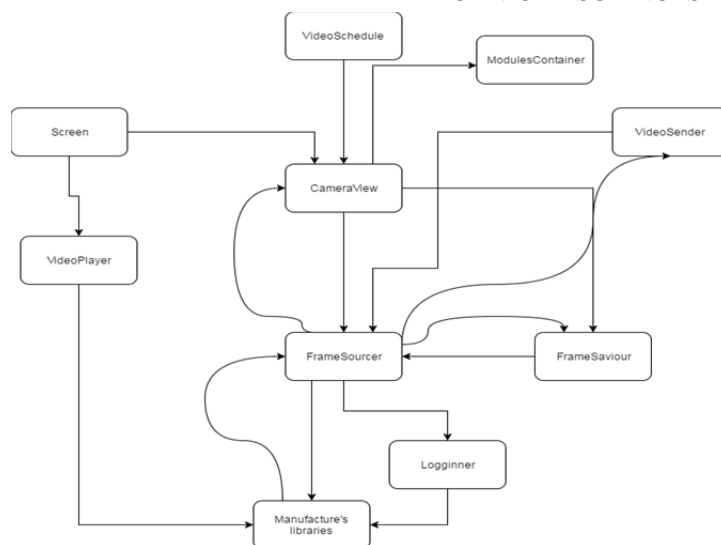 VideoSchedule
ModulesContainer
Screen
VideoSender
CameraView
VideoPlayer
FrameSourcer
FrameSaviour
Logginner
Manufacture's
libraries